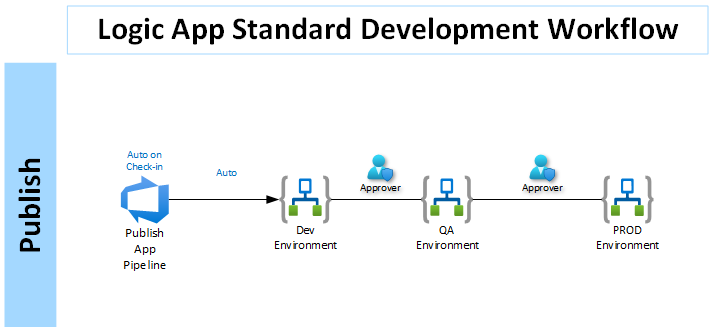 Logic App Standard Development Workflow
Publish
Auto on
Check-in
Auto
Approver
Approver
Publish
App
Pipeline
Dev
Environment
QA
Environment
PROD
Environment